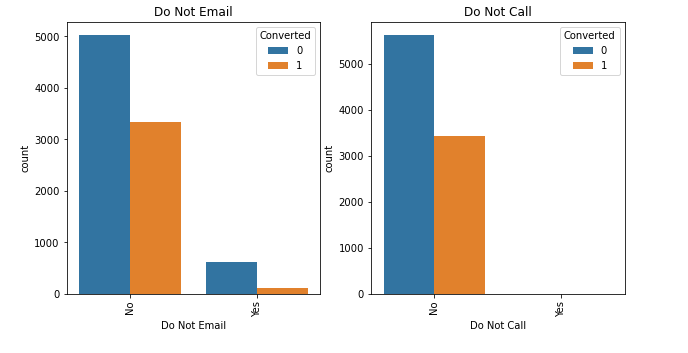 Do Not Email
5000
4000
3000
2000
1000
0
count
Converted
0
1
No
Yes
Do Not Email
Do Not Call
5000
4000
3000
2000
1000
0
count
Converted
0
1
No
Yes
Do Not Call